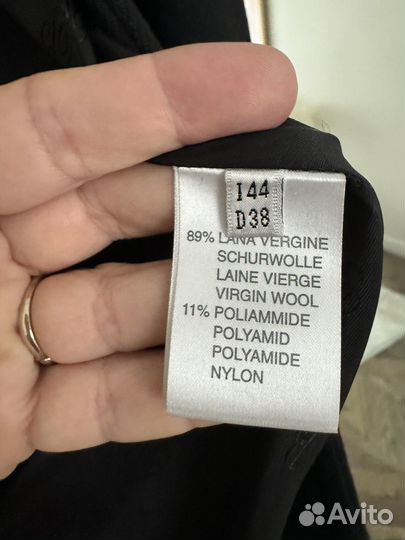 I44
D38
89% LANA VERGINE
SCHURWOLLE
LAINE VIERGE
VIRGIN WOOL
11% POLIAMMIDE
POLYAMID
POLYAMIDE
NYLON
Avito